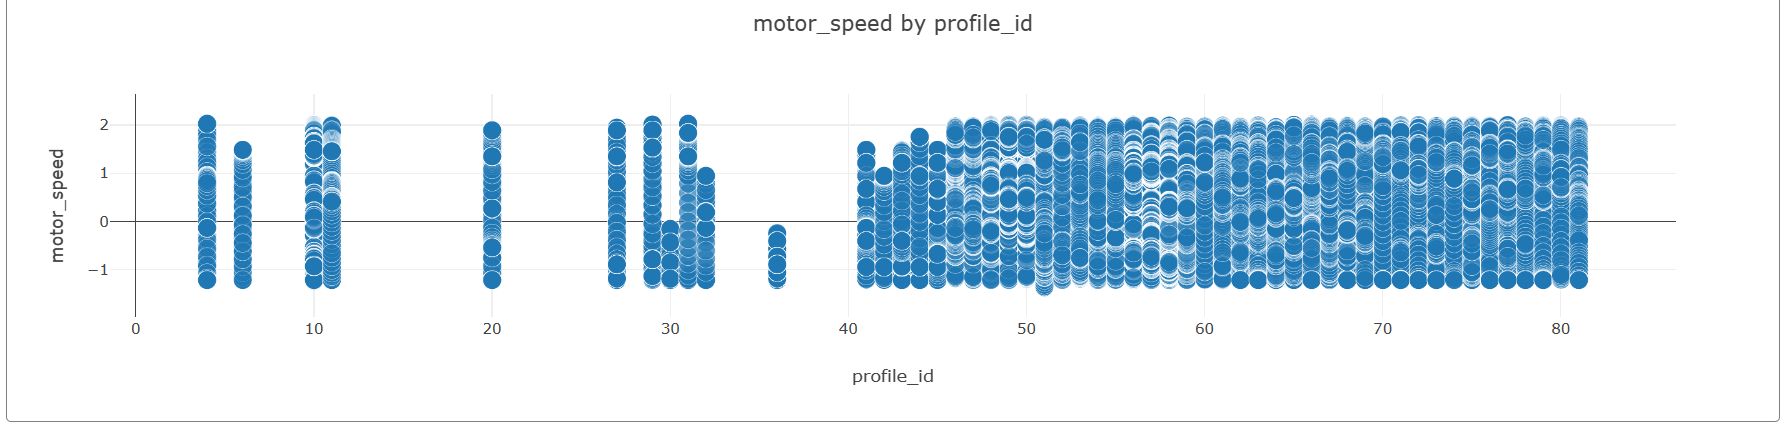 motor_speed by profile_id
motor_speed
2
1
0
−1
0 10 20 30 40 50 60 70 80
profile_id